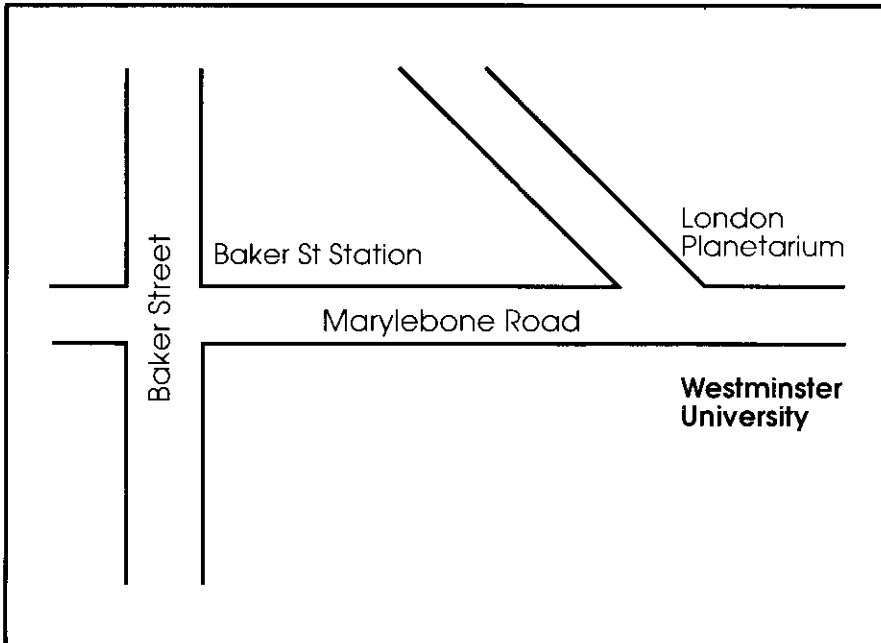 London
Planetarium
Baker St Station
Marylebone Road
Baker Street
Westminster
University